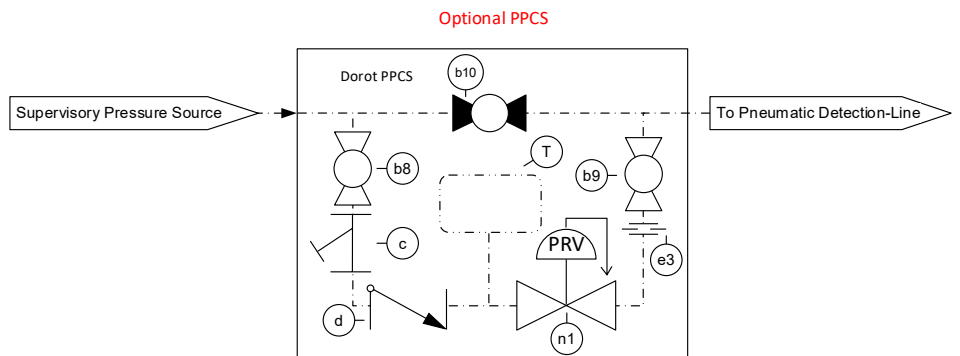 Optional PPCS
Dorot PPCS
b10
Supervisory Pressure Source
To Pneumatic Detection-Line
T
b8
b9
c
PRV
e3
d
n1